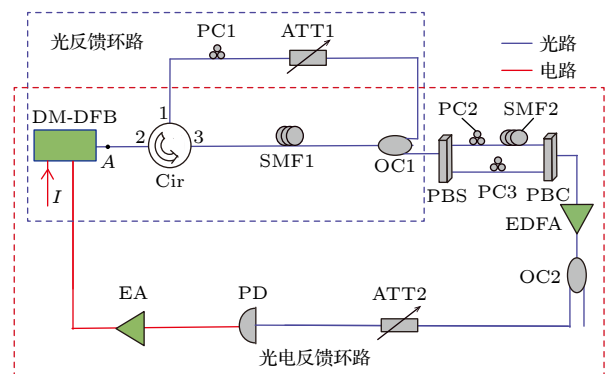 光反馈环路
PC1
ATT1
光路
电路
DM-DFB
1
2
3
A
Cir
SMF1
OC1
PC2
SMF2
PC3
PBS
PBC
I
EDFA
OC2
EA
PD
ATT2
光电反馈环路